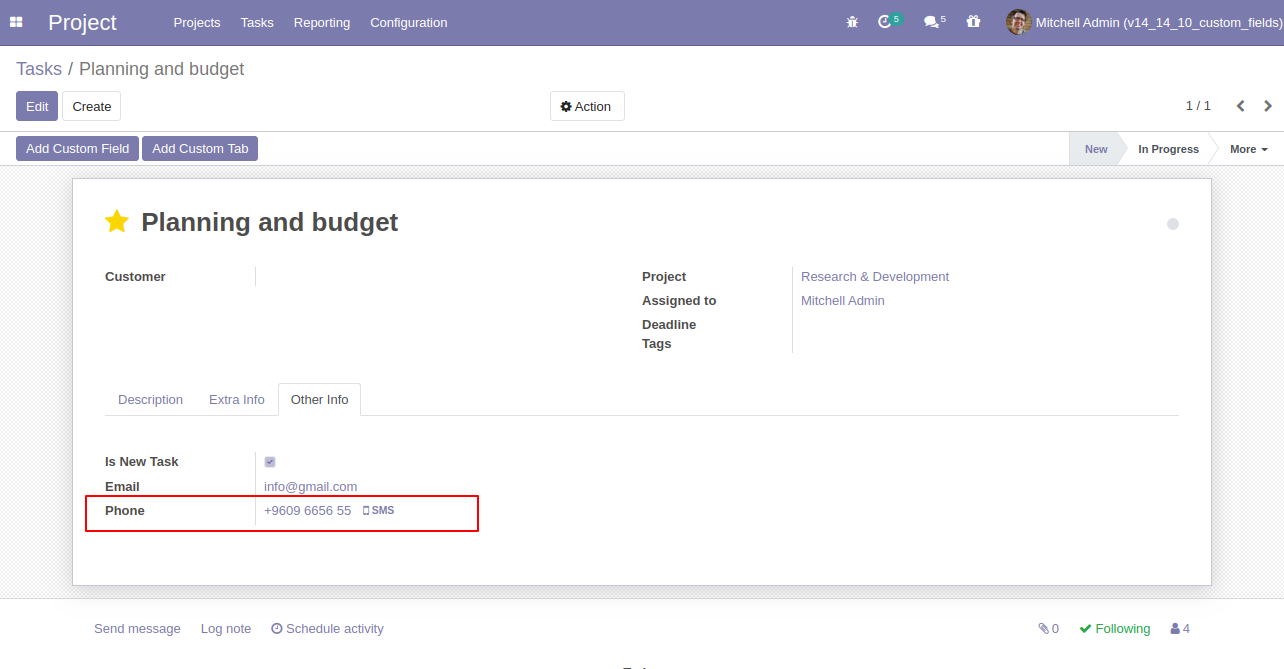 Project Projects Tasks Reporting Configuration 5 5 Mitchell Admin (v14_14_10_custom_fields)
Tasks / Planning and budget
Edit Create Action 1 / 1
Add Custom Field Add Custom Tab New In Progress More
Planning and budget
Customer
Project Research & Development
Assigned to Mitchell Admin
Deadline
Tags
Description Extra Info Other Info
Is New Task
Email info@gmail.com
Phone +9609 6656 55 SMS
Send message Log note Schedule activity 0 Following 4